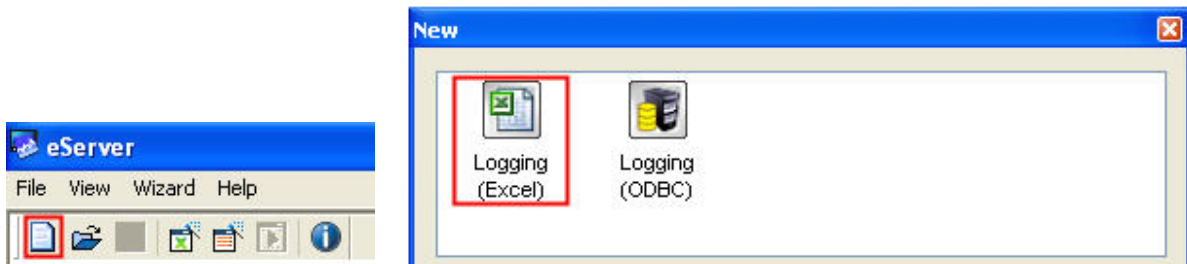 eServer
File View Wizard Help
New
Logging
(Excel)
Logging
(ODBC)